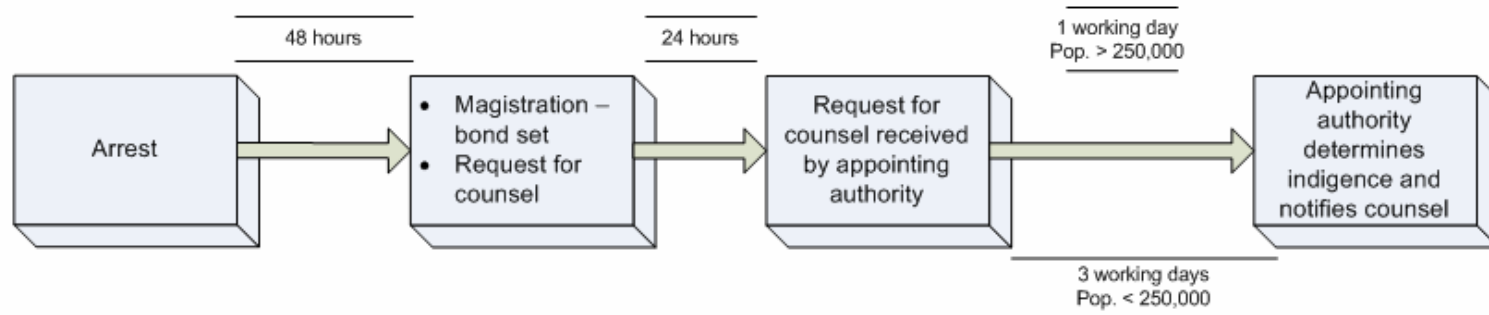 48 hours
24 hours
1 working day
Pop. > 250,000
Arrest
• Magistration –
bond set
• Request for
counsel
Request for
counsel received
by appointing
authority
Appointing
authority
determines
indigence and
notifies counsel
3 working days
Pop. < 250,000